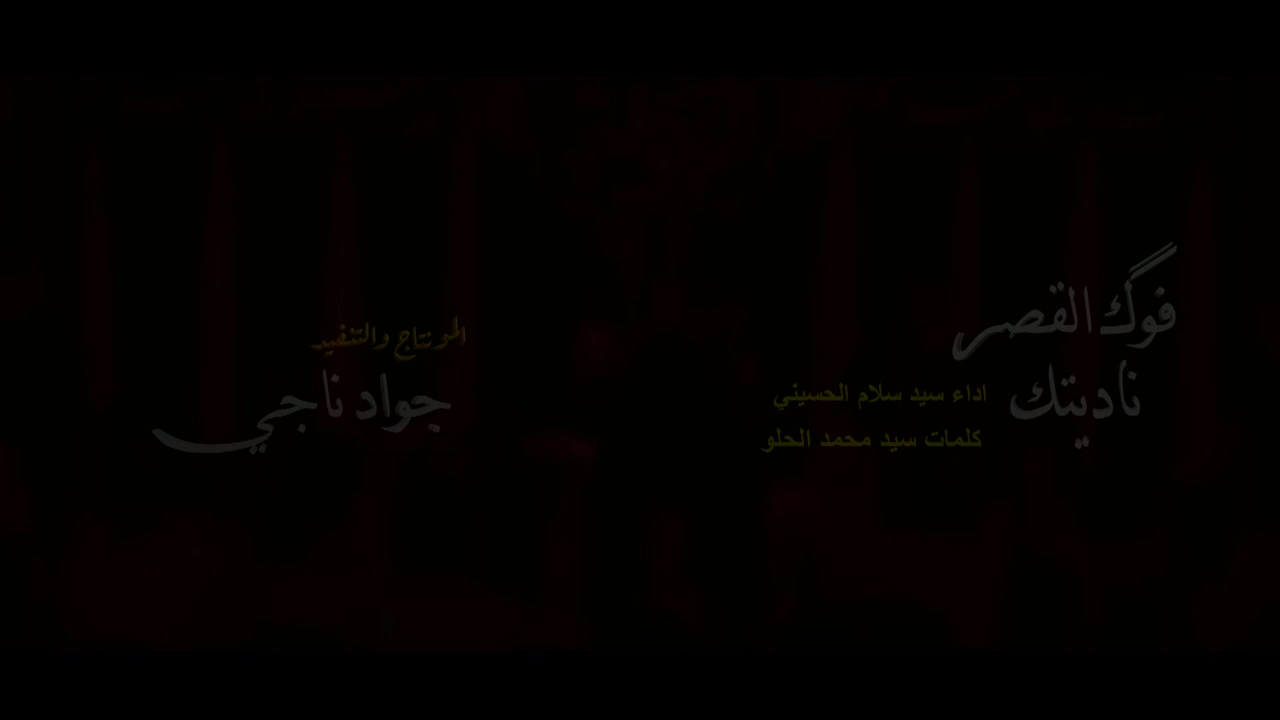 فوگ القصر
ناديتك
اداء سيد سلام الحسيني
كلمات سيد محمد الحلو
المونتاج والتنفيذ
جواد ناجي